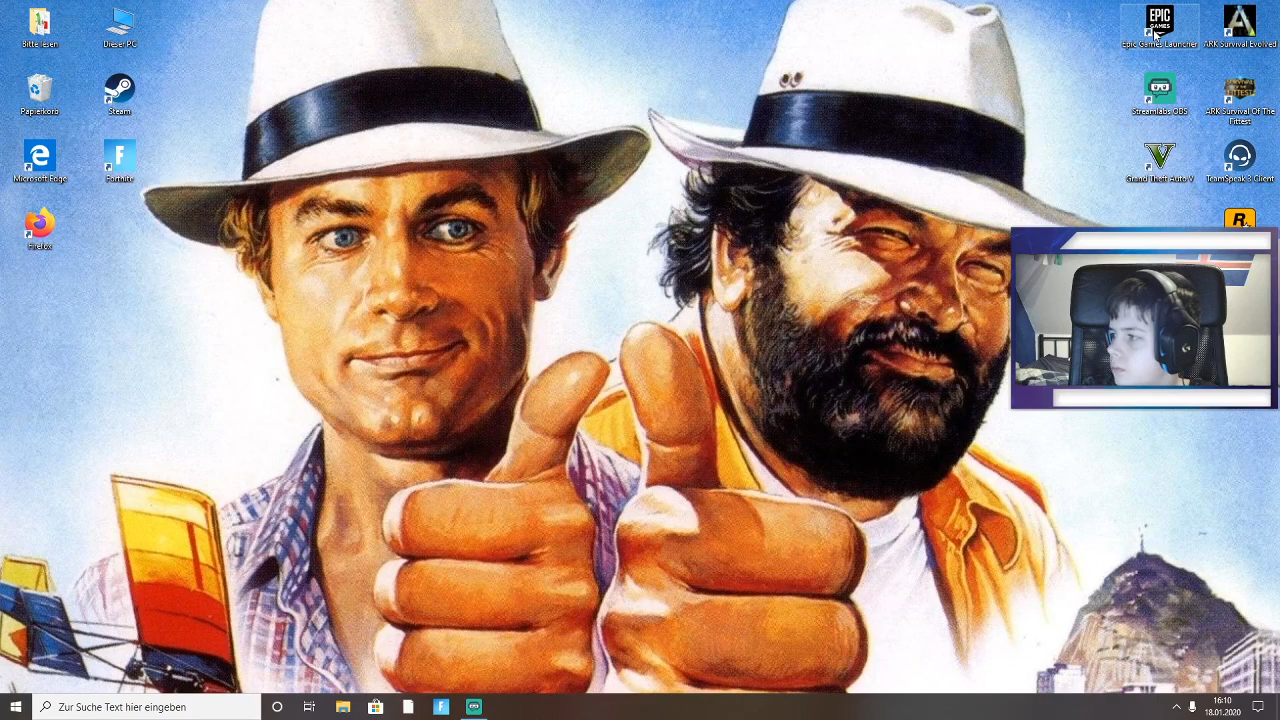 Bitte lesen
Dieser PC
Papierkorb
Steam
Microsoft Edge
Fortnite
Firefox
EPIC
GAMES
Epic Games Launcher
ARK Survival Evolved
Streamlabs OBS
ARK Survival Of The
Fittest
Grand Theft Auto V
TeamSpeak 3 Client
Zur Suche Text hier eingeben
16:10
18.01.2020